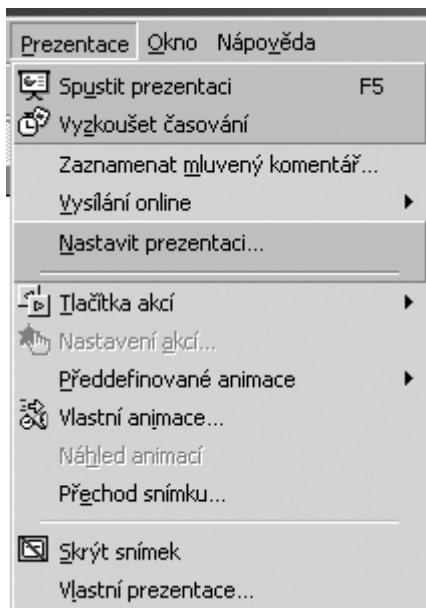 Prezentace Okno Nápověda
Spustit prezentaci F5
Vyzkoušet časování
Zaznamenat mluvený komentář...
Vysílání online
Nastavit prezentaci...
Tlačítka akcí
Nastavení akcí...
Předdefinované animace
Vlastní animace...
Náhled animací
Přechod snímku...
Skrýt snímek
Vlastní prezentace...